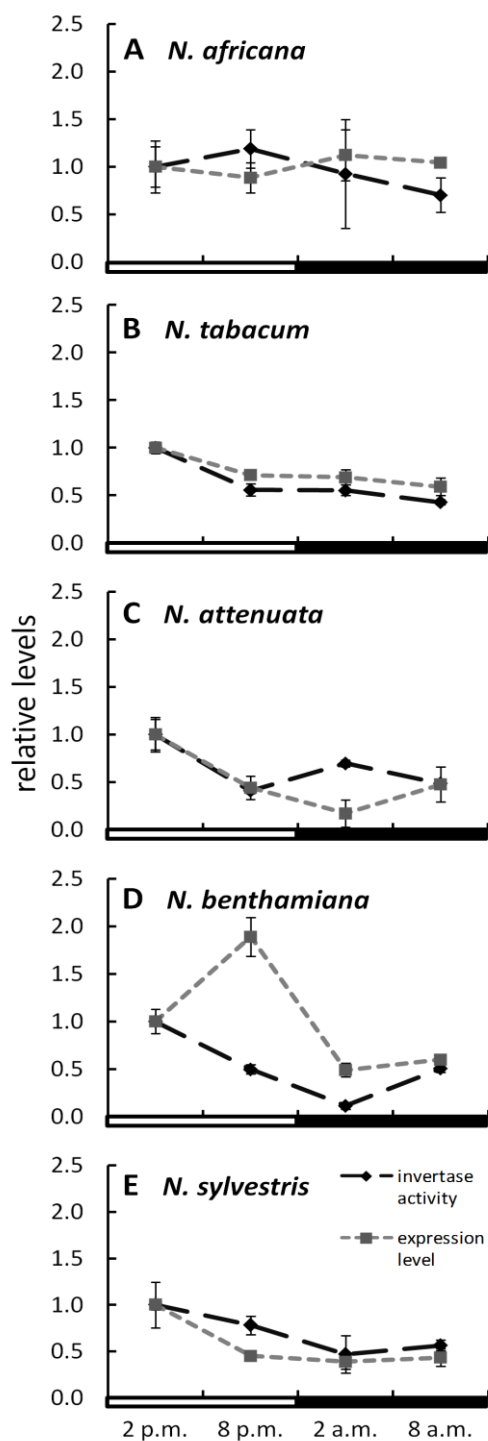 A N. africana
2.5
2.0
1.5
1.0
0.5
0.0
B N. tabacum
2.5
2.0
1.5
1.0
0.5
0.0
C N. attenuata
2.5
2.0
1.5
1.0
0.5
0.0
relative levels
D N. benthamiana
2.5
2.0
1.5
1.0
0.5
0.0
E N. sylvestris
2.5
2.0
1.5
1.0
0.5
0.0
invertase
activity
expression
level
2 p.m. 8 p.m. 2 a.m. 8 a.m.